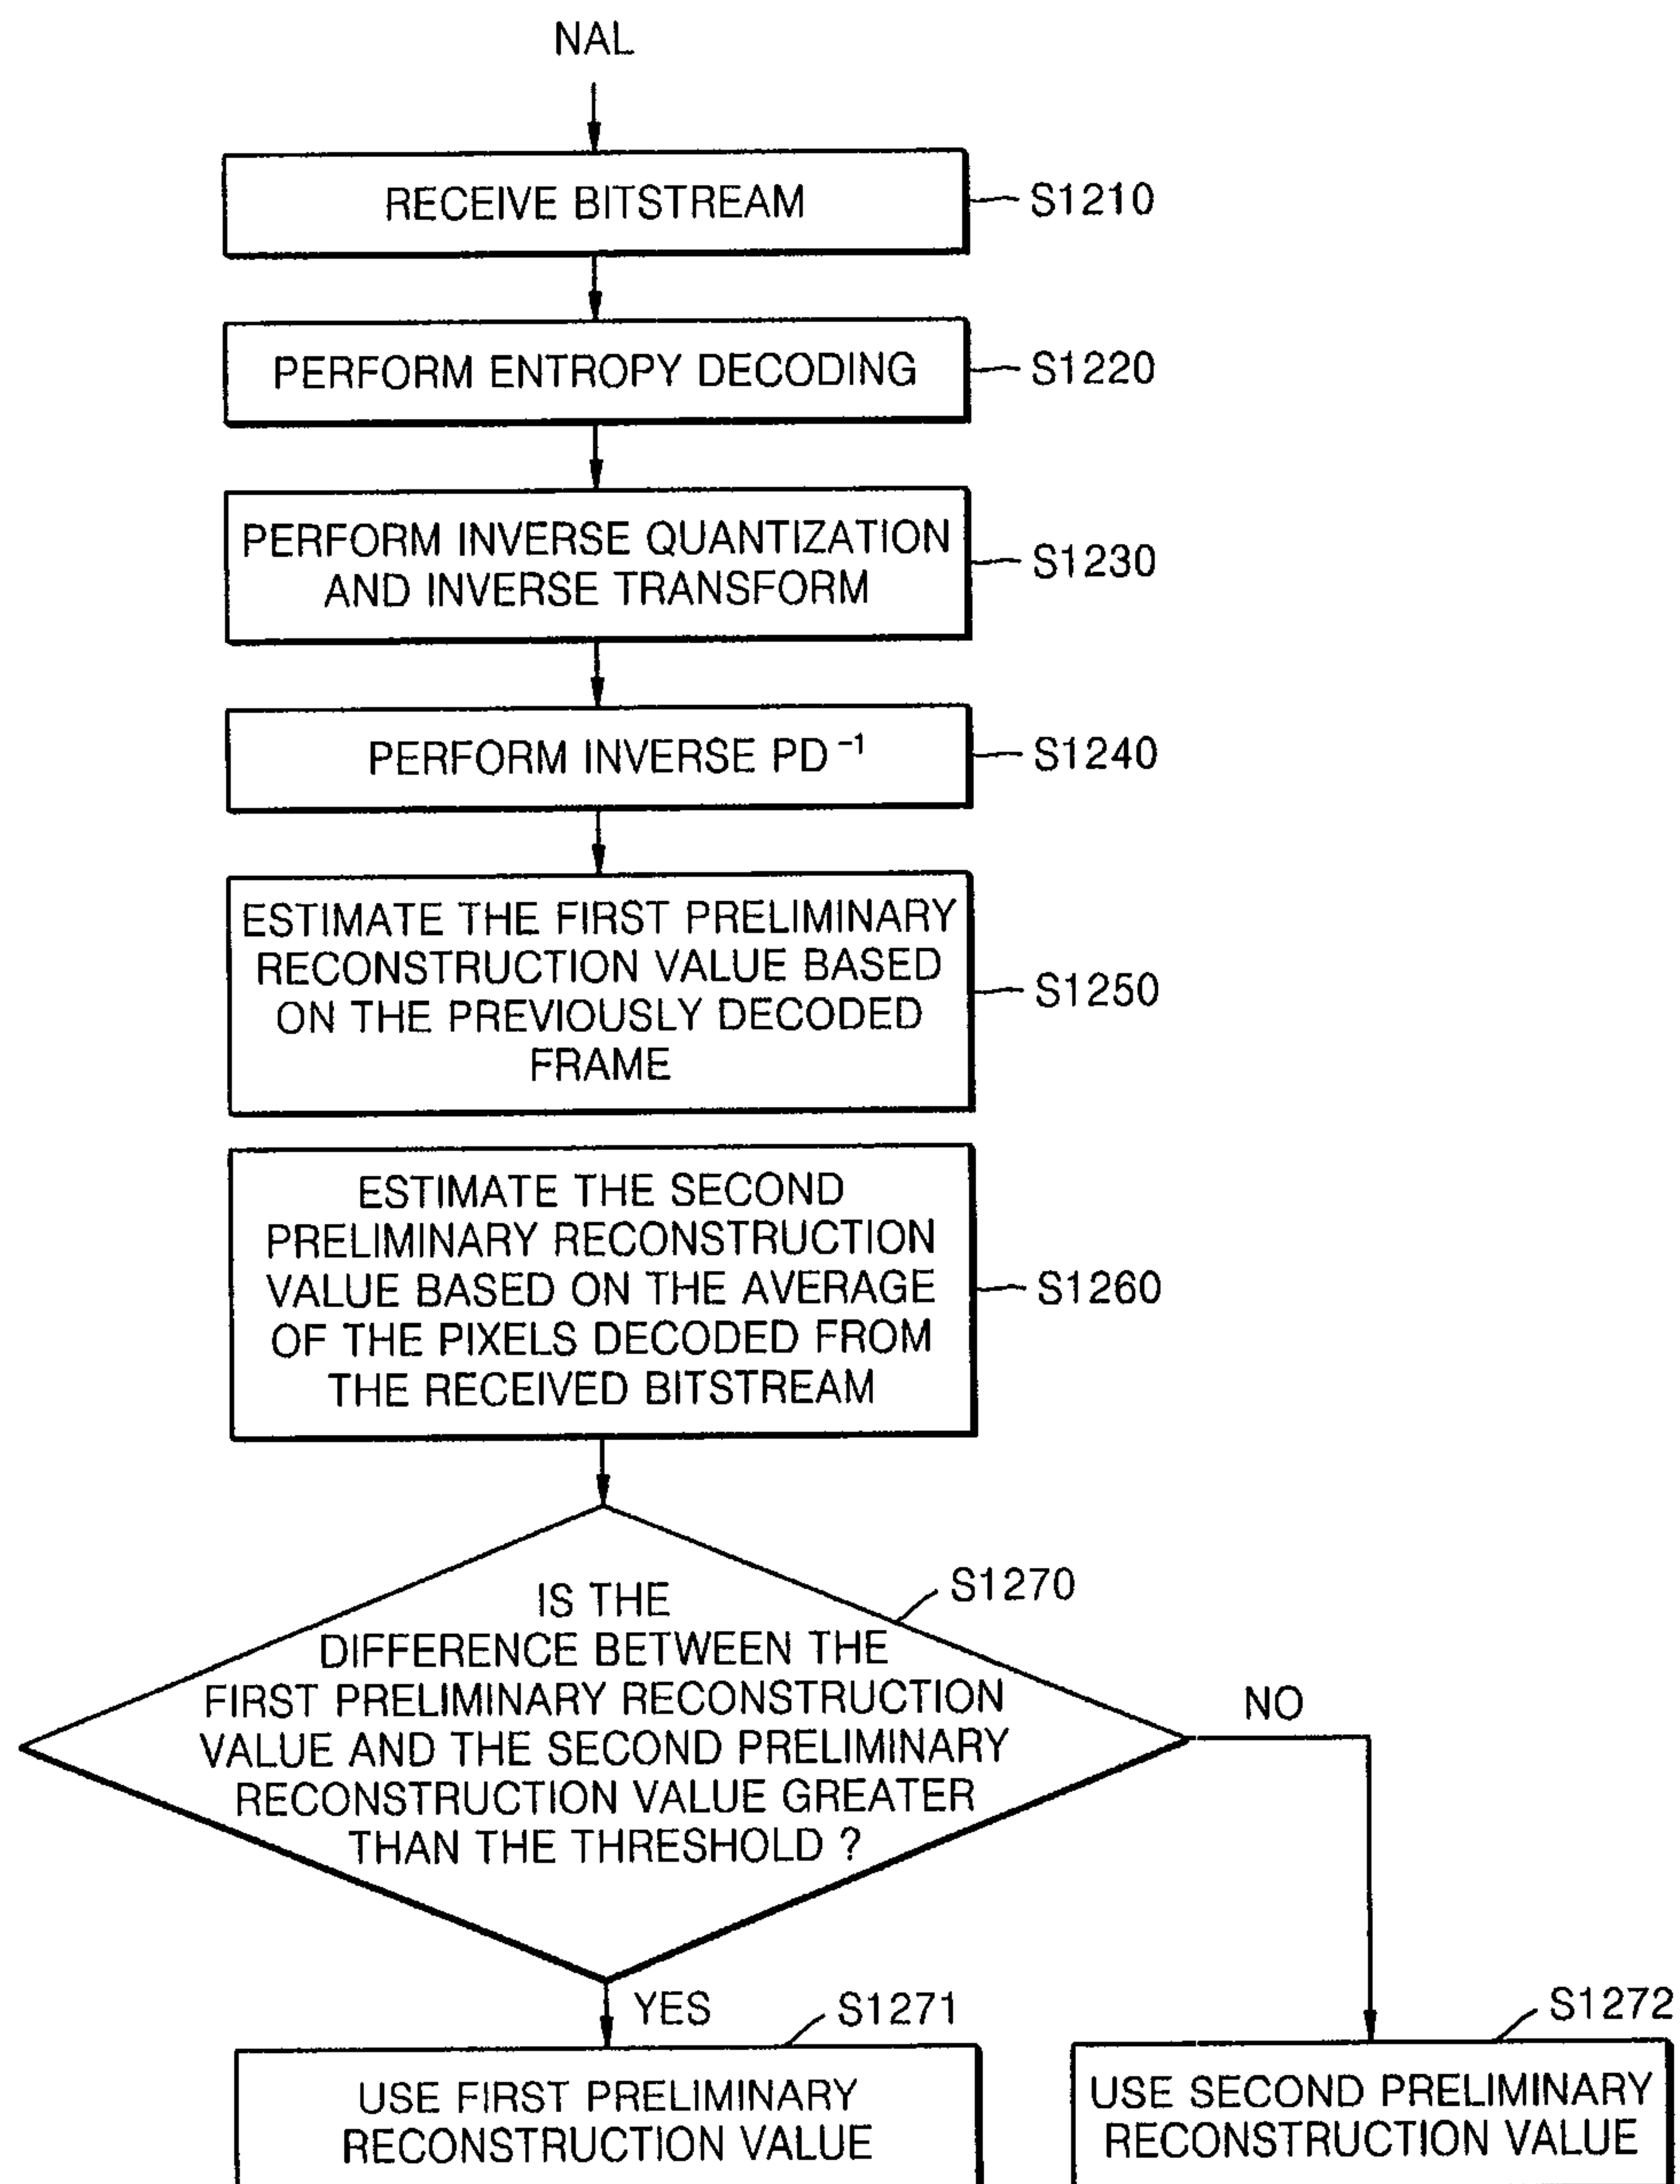 NAL
RECEIVE BITSTREAM
S1210
PERFORM ENTROPY DECODING
S1220
PERFORM INVERSE QUANTIZATION
AND INVERSE TRANSFORM
S1230
PERFORM INVERSE PD⁻¹
S1240
ESTIMATE THE FIRST PRELIMINARY
RECONSTRUCTION VALUE BASED
ON THE PREVIOUSLY DECODED
FRAME
S1250
ESTIMATE THE SECOND
PRELIMINARY RECONSTRUCTION
VALUE BASED ON THE AVERAGE
OF THE PIXELS DECODED FROM
THE RECEIVED BITSTREAM
S1260
IS THE
DIFFERENCE BETWEEN THE
FIRST PRELIMINARY RECONSTRUCTION
VALUE AND THE SECOND PRELIMINARY
RECONSTRUCTION VALUE GREATER
THAN THE THRESHOLD ?
S1270
NO
YES
S1271
S1272
USE FIRST PRELIMINARY
RECONSTRUCTION VALUE
USE SECOND PRELIMINARY
RECONSTRUCTION VALUE